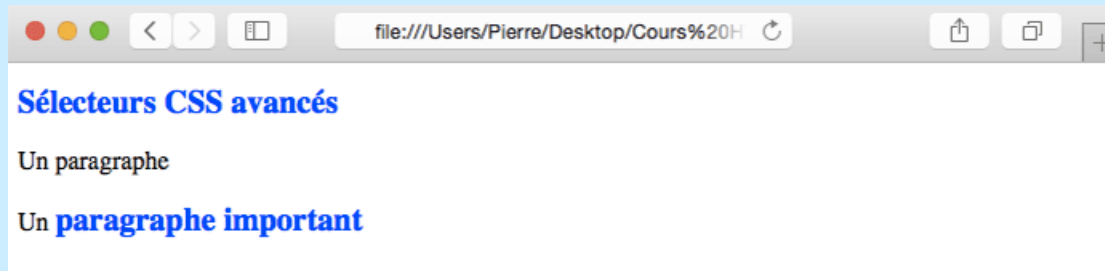 file:///Users/Pierre/Desktop/Cours%20H
Sélecteurs CSS avancés
Un paragraphe
Un paragraphe important